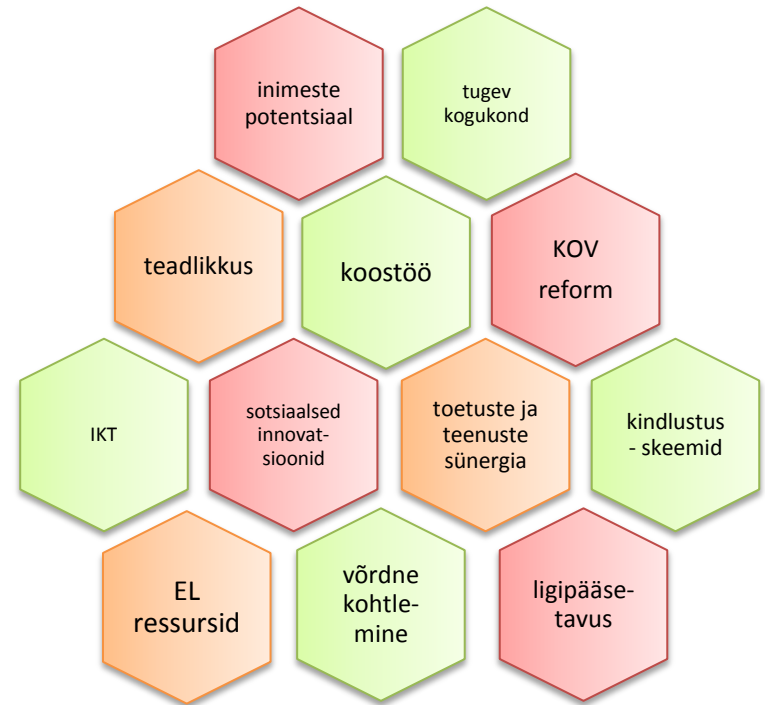 inimeste
potentsiaal
tugev
kogukond
teadlikkus
koostöö
KOV
reform
IKT
sotsiaalsed
innovat-
sioonid
toetuste ja
teenuste
sünergia
kindlustus
- skeemid
EL
ressursid
võrdne
kohtle-
mine
ligipääse-
tavus